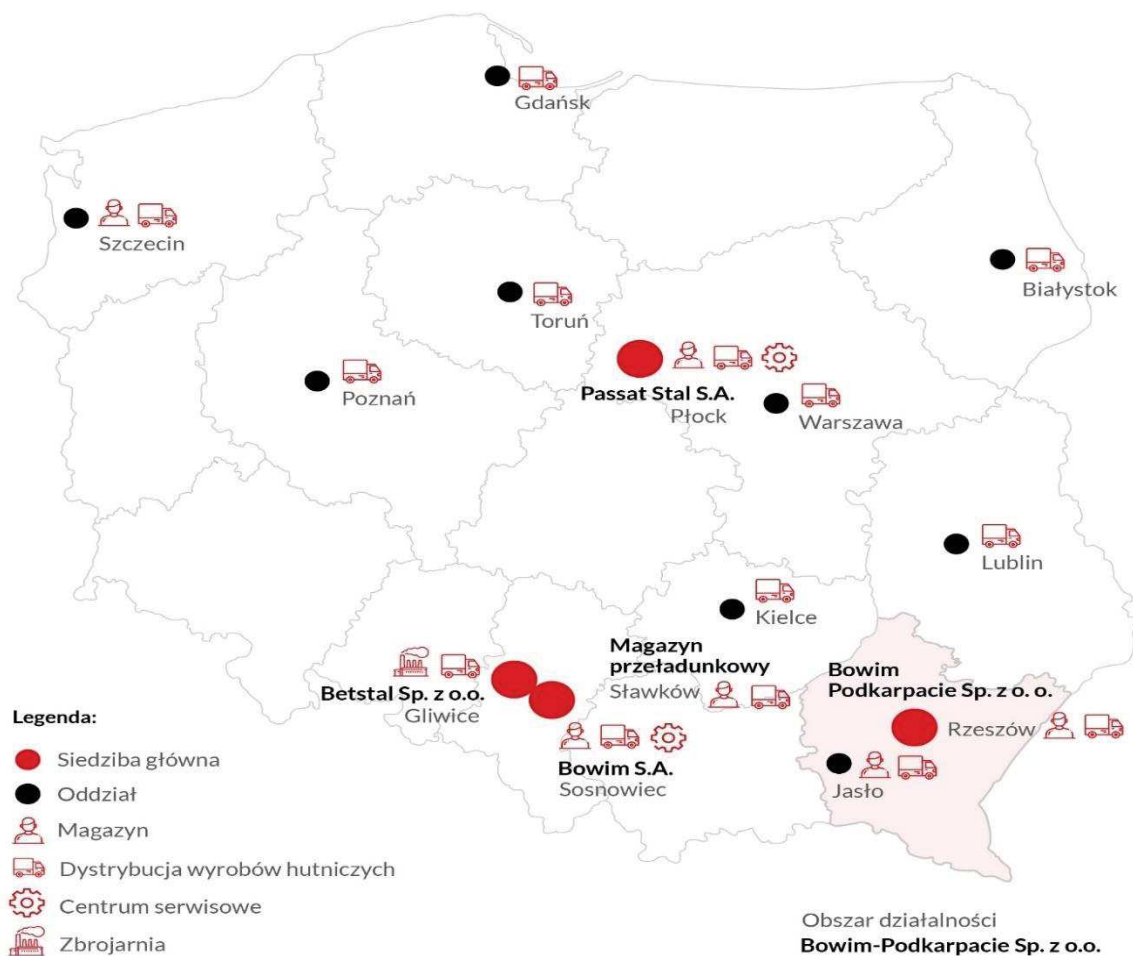 Gdańsk
Szczecin
Białystok
Toruń
Poznań
Passat Stal S.A.
Płock
Warszawa
Lublin
Kielce
Magazyn
przeładunkowy
Sławków
Betstal Sp. z o.o.
Gliwice
Bowim
Podkarpacie Sp. z o. o.
Rzeszów
Jasło
Bowim S.A.
Sosnowiec
Legenda:
Siedziba główna
Oddział
Magazyn
Dystrybucja wyrobów hutniczych
Centrum serwisowe
Zbrojarnia
Obszar działalności
Bowim-Podkarpacie Sp. z o.o.